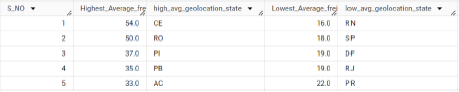 S_NO Highest_Average_frei high_avg_geolocation_state Lowest_Average_frei low_avg_geolocation_state
1 54.0 CE 16.0 RN
2 50.0 RO 18.0 SP
3 37.0 PI 19.0 DF
4 35.0 PB 19.0 RJ
5 33.0 AC 22.0 PR